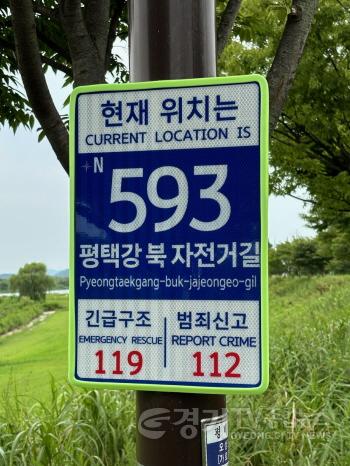 현재 위치는
CURRENT LOCATION IS
N
593
평택강 북 자전거길
Pyeongtaekgang-buk-jajeongeo-gil
긴급구조
EMERGENCY RESCUE
119
범죄신고
REPORT CRIME
112
경기TV종합뉴스